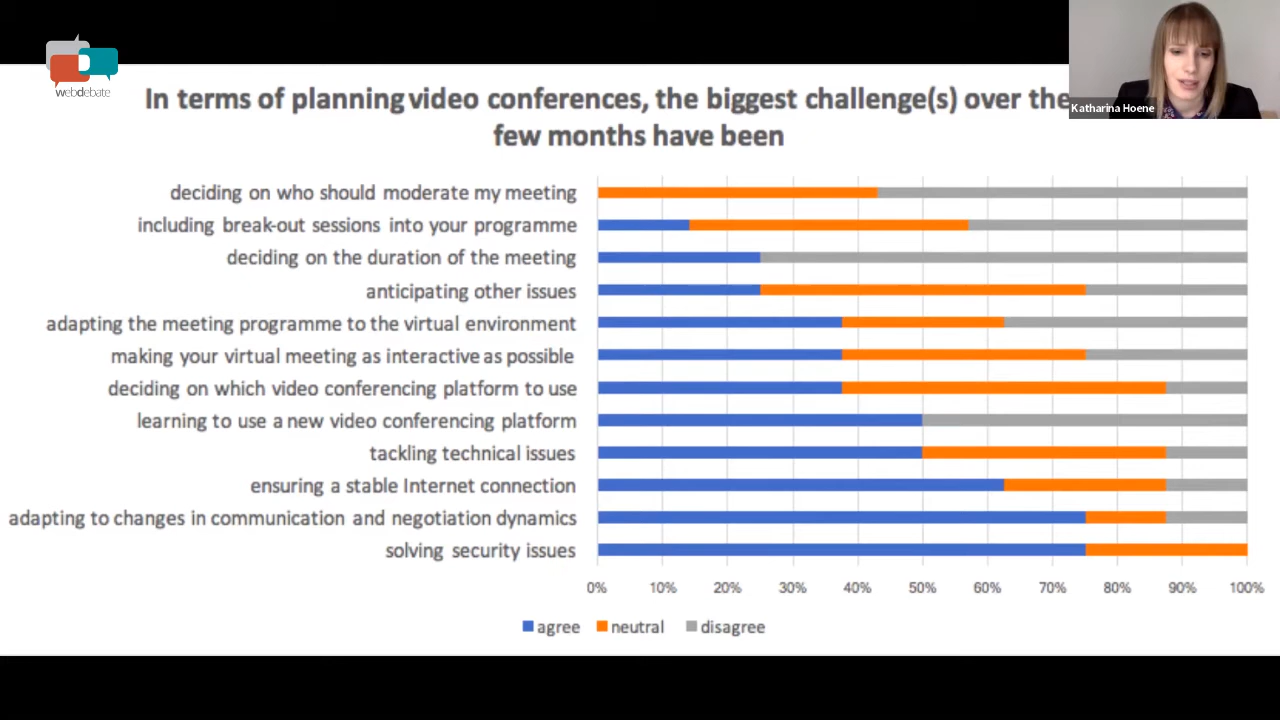 webdebate
Katharina Hoene
In terms of planning video conferences, the biggest challenge(s) over the
few months have been
deciding on who should moderate my meeting
including break-out sessions into your programme
deciding on the duration of the meeting
anticipating other issues
adapting the meeting programme to the virtual environment
making your virtual meeting as interactive as possible
deciding on which video conferencing platform to use
learning to use a new video conferencing platform
tackling technical issues
ensuring a stable Internet connection
adapting to changes in communication and negotiation dynamics
solving security issues
0% 10% 20% 30% 40% 50% 60% 70% 80% 90% 100%
agree neutral disagree